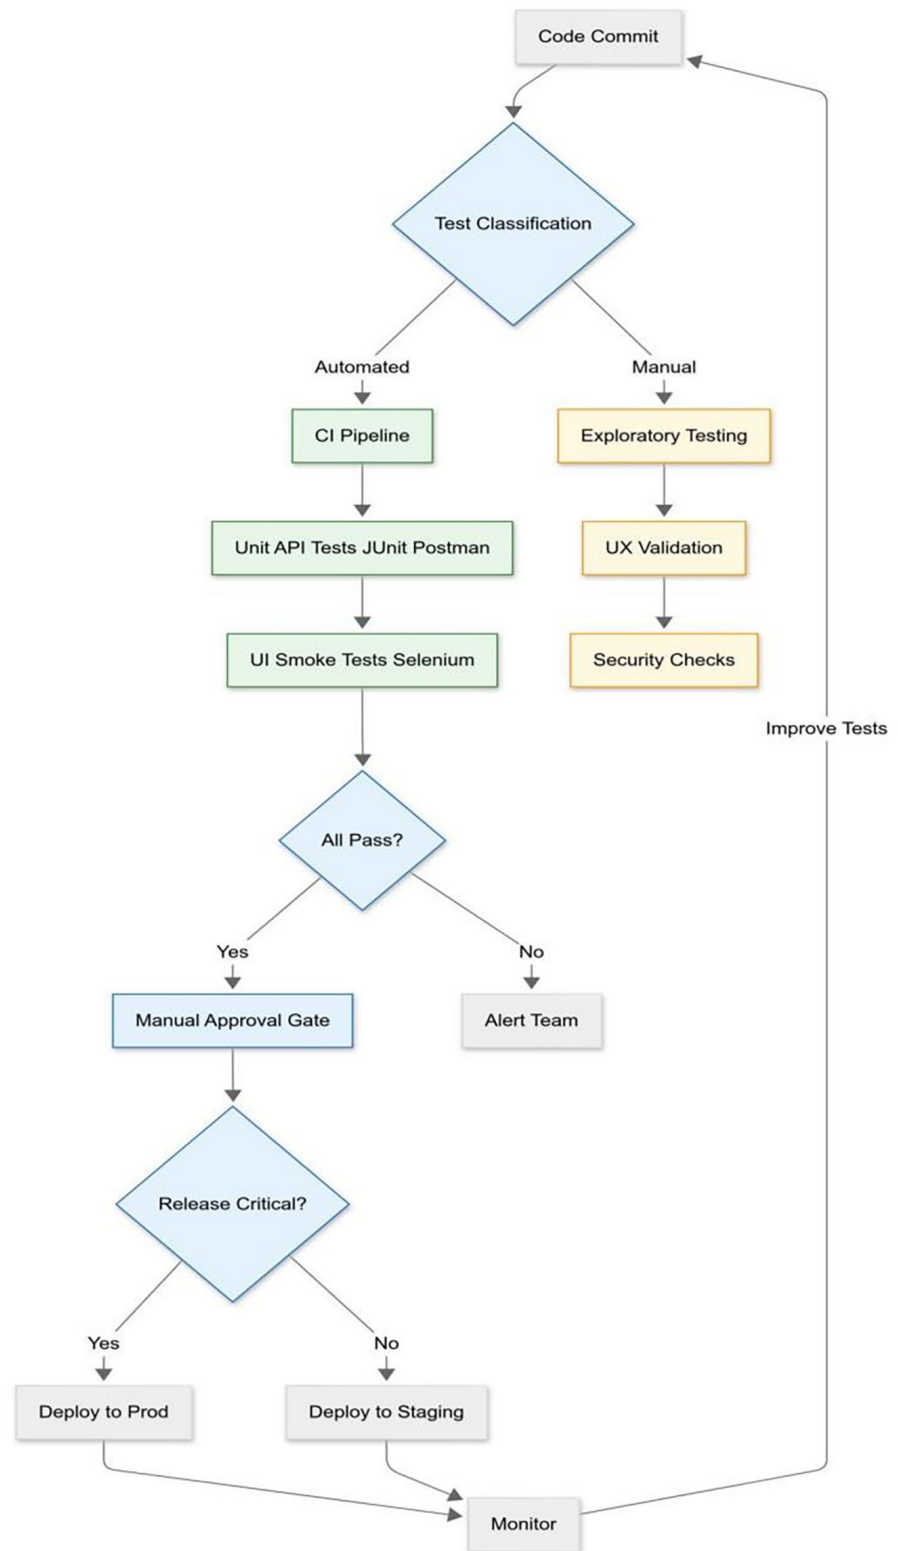 Code Commit
Test Classification
Automated
Manual
CI Pipeline
Exploratory Testing
Unit API Tests JUnit Postman
UX Validation
UI Smoke Tests Selenium
Security Checks
Improve Tests
All Pass?
Yes
No
Manual Approval Gate
Alert Team
Release Critical?
Yes
No
Deploy to Prod
Deploy to Staging
Monitor